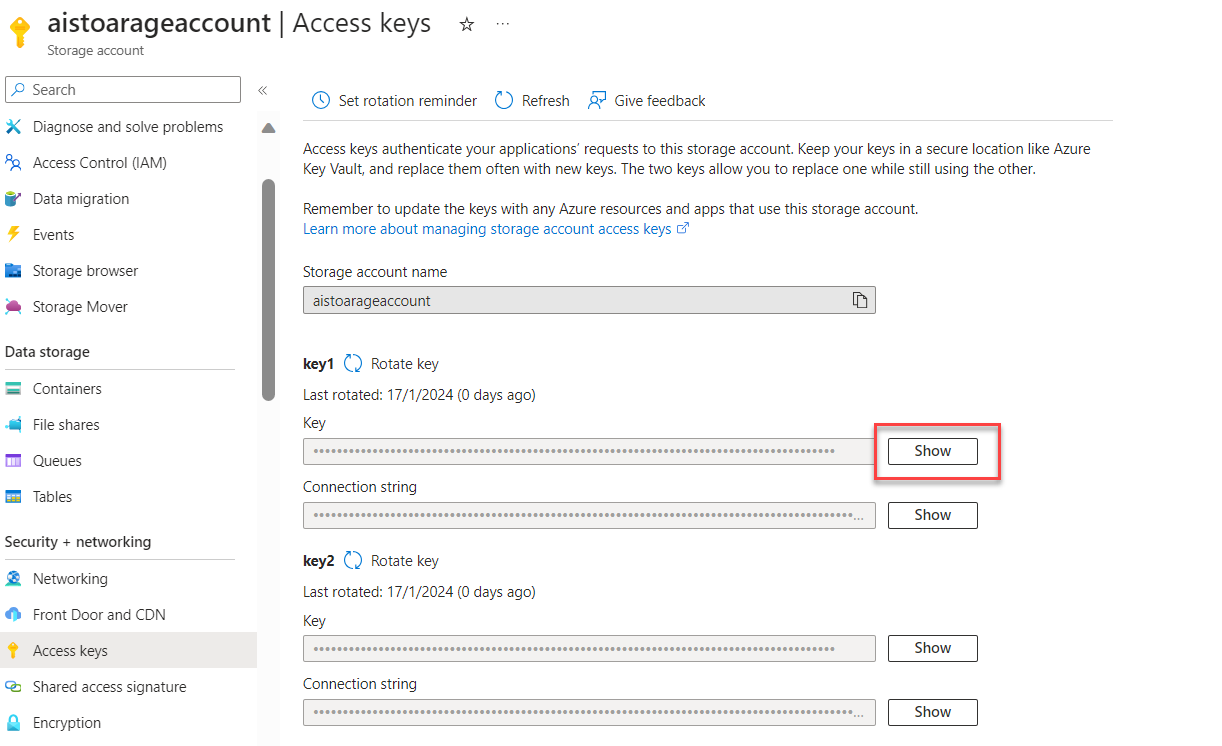 aistoarageaccount | Access keys
Storage account
Search
Diagnose and solve problems
Access Control (IAM)
Data migration
Events
Storage browser
Storage Mover
Data storage
Containers
File shares
Queues
Tables
Security + networking
Networking
Front Door and CDN
Access keys
Shared access signature
Encryption
Set rotation reminder
Refresh
Give feedback
Access keys authenticate your applications’ requests to this storage account. Keep your keys in a secure location like Azure
Key Vault, and replace them often with new keys. The two keys allow you to replace one while still using the other.
Remember to update the keys with any Azure resources and apps that use this storage account.
Learn more about managing storage account access keys
Storage account name
aistoarageaccount
key1 Rotate key
Last rotated: 17/1/2024 (0 days ago)
Key
Show
Connection string
Show
key2 Rotate key
Last rotated: 17/1/2024 (0 days ago)
Key
Show
Connection string
Show